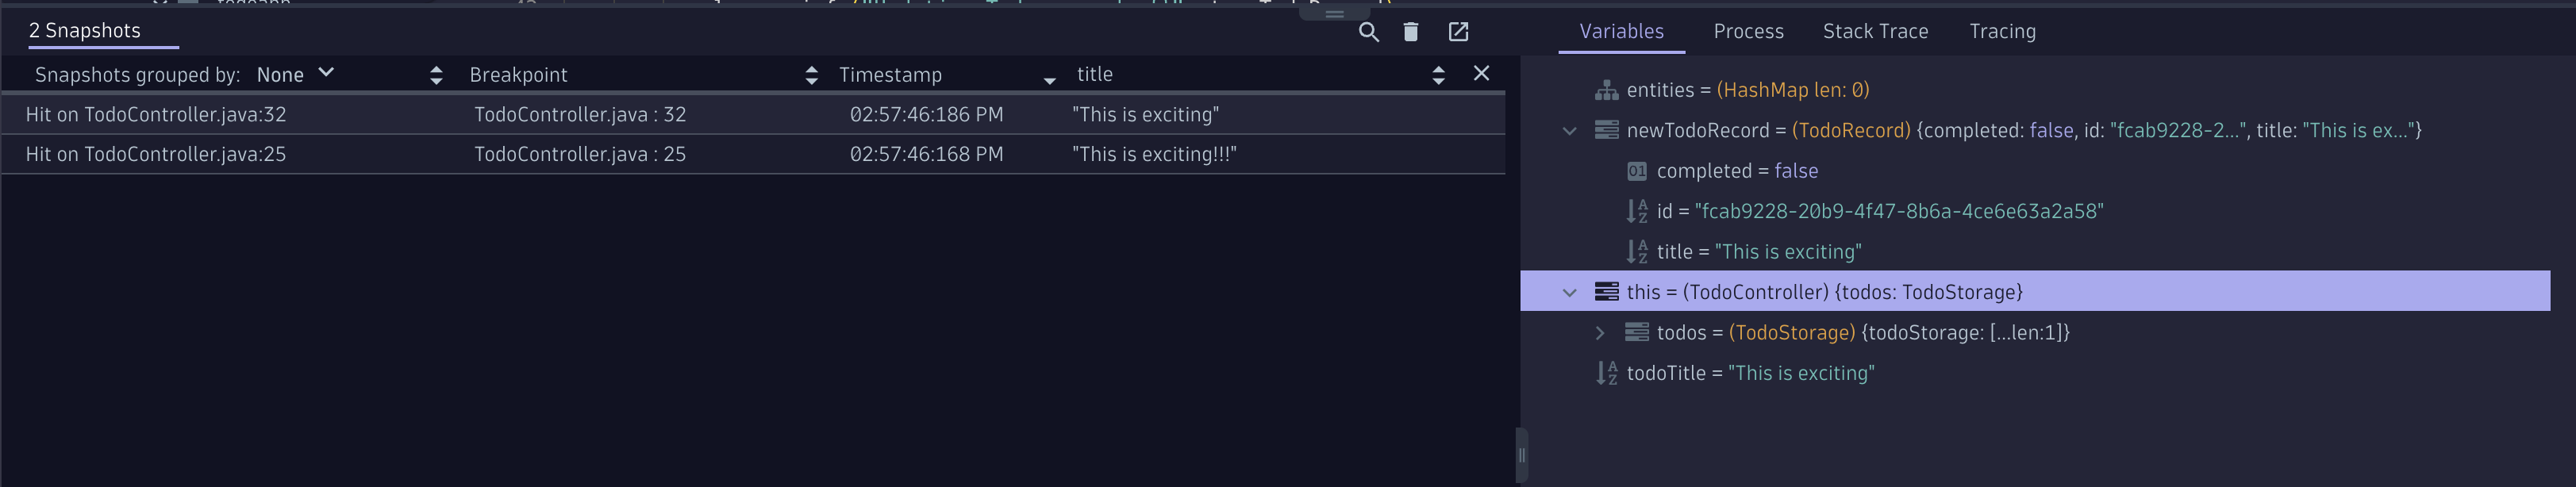 2 Snapshots
Snapshots grouped by: None
Breakpoint
Timestamp
title
Hit on TodoController.java:32
TodoController.java : 32
02:57:46:186 PM
"This is exciting"
Hit on TodoController.java:25
TodoController.java : 25
02:57:46:168 PM
"This is exciting!!!"
Variables
Process
Stack Trace
Tracing
entities = (HashMap len: 0)
newTodoRecord = (TodoRecord) {completed: false, id: "fcab9228-2...", title: "This is ex..."}
01 completed = false
AZ id = "fcab9228-20b9-4f47-8b6a-4ce6e63a2a58"
AZ title = "This is exciting"
this = (TodoController) {todos: TodoStorage}
todos = (TodoStorage) {todoStorage: [...len:1]}
AZ todoTitle = "This is exciting"